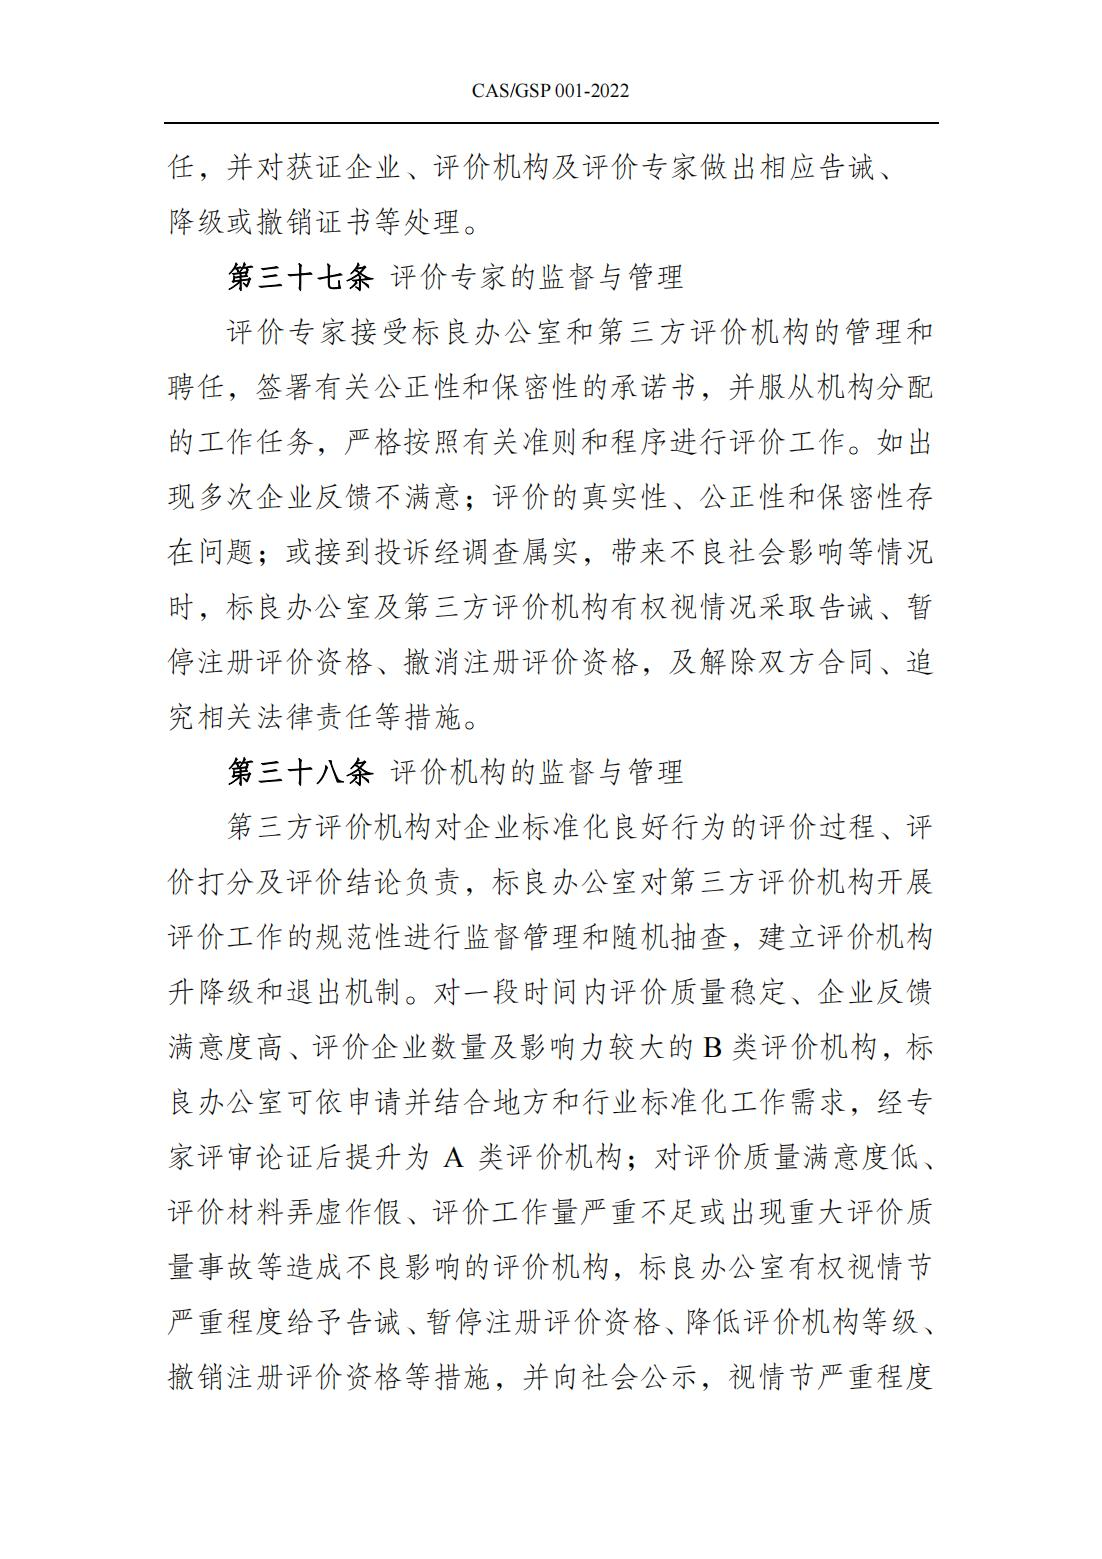 CAS/GSP 001-2022
任，并对获证企业、评价机构及评价专家做出相应告诫、
降级或撤销证书等处理。
第三十七条 评价专家的监督与管理
评价专家接受标良办公室和第三方评价机构的管理和
聘任，签署有关公正性和保密性的承诺书，并服从机构分配
的工作任务，严格按照有关准则和程序进行评价工作。如出
现多次企业反馈不满意；评价的真实性、公正性和保密性存
在问题；或接到投诉经调查属实，带来不良社会影响等情况
时，标良办公室及第三方评价机构有权视情况采取告诫、暂
停注册评价资格、撤消注册评价资格，及解除双方合同、追
究相关法律责任等措施。
第三十八条 评价机构的监督与管理
第三方评价机构对企业标准化良好行为的评价过程、评
价打分及评价结论负责，标良办公室对第三方评价机构开展
评价工作的规范性进行监督管理和随机抽查，建立评价机构
升降级和退出机制。对一段时间内评价质量稳定、企业反馈
满意度高、评价企业数量及影响力较大的 B 类评价机构，标
良办公室可依申请并结合地方和行业标准化工作需求，经专
家评审论证后提升为 A 类评价机构；对评价质量满意度低、
评价材料弄虚作假、评价工作量严重不足或出现重大评价质
量事故等造成不良影响的评价机构，标良办公室有权视情节
严重程度给予告诫、暂停注册评价资格、降低评价机构等级、
撤销注册评价资格等措施，并向社会公示，视情节严重程度